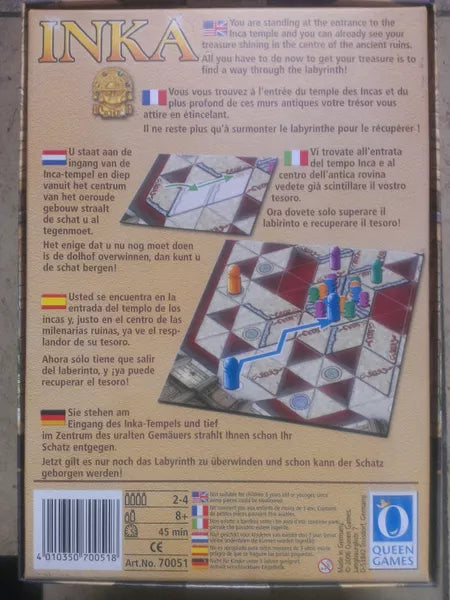 INKA
You are standing at the entrance to the
Inca temple and you can already see your
treasure shining in the centre of the ancient ruins.
All you have to do now to get your treasure is to
find a way through the labyrinth!
Vous vous trouvez à l'entrée du temple des Incas et du
plus profond de ces murs antiques votre trésor vous
attire en étincelant.
Il ne reste plus qu'à surmonter le labyrinthe pour le récupérer !
U staat aan de
ingang van de
Inca-tempel en diep
vanuit het centrum
van het oeroude
gebouw straalt
de schat u al
tegenmoet.
Het enige dat u nu nog moet doen
is de dolhof overwinnen, dan kunt u
de schat bergen!
Vi trovate all'entrata
del tempo Inca e al
centro dell'antica rovina
vedete già scintillare il vostro
tesoro.
Ora dovete solo superare il
labirinto e recuperare il tesoro!
Usted se encuentra en la
entrada del templo de los
incas y, justo en el centro de las
milenarias ruinas, ya ve el resp-
landor de su tesoro.
Ahora sólo tiene que salir
del laberinto, y ¡ya puede
recuperar el tesoro!
Sie stehen am
Eingang des Inka-Tempels und tief
im Zentrum des uralten Gemäuers strahlt Ihnen schon Ihr
Schatz entgegen.
Jetzt gilt es nur noch das Labyrinth zu überwinden und schon kann der Schatz
geborgen werden!
4 010350 700518
2-4
8+
45 min
CE
Art.No. 70051
QUEEN
GAMES